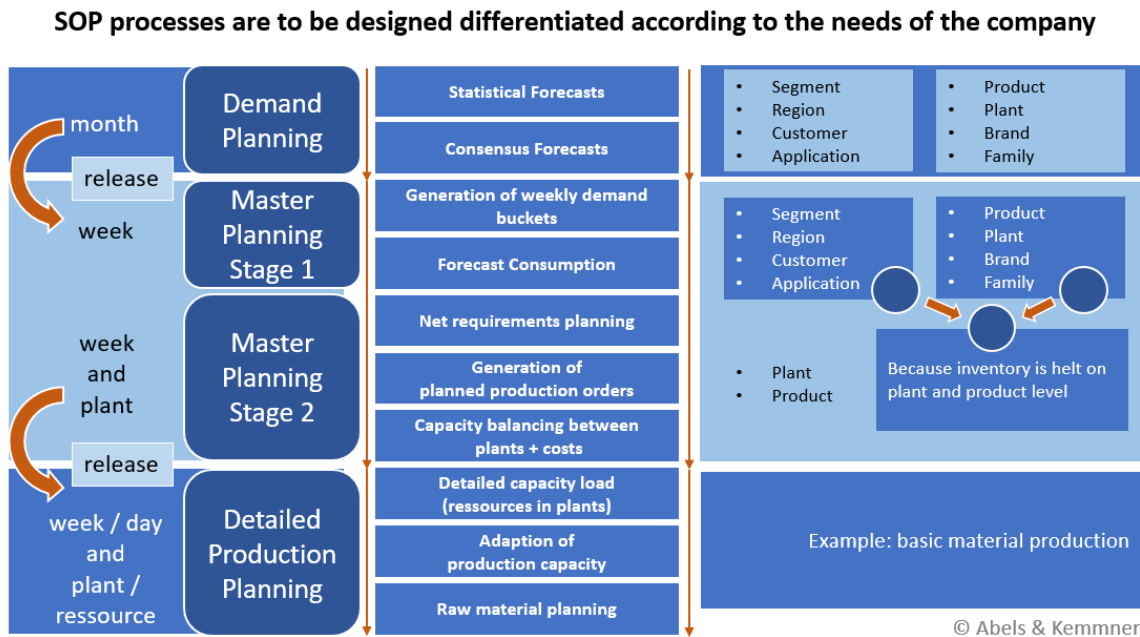 SOP processes are to be designed differentiated according to the needs of the company
month
release
week
week
and
plant
release
week / day
and
plant /
ressource
Demand
Planning
Master
Planning
Stage 1
Master
Planning
Stage 2
Detailed
Production
Planning
Statistical Forecasts
Consensus Forecasts
Generation of weekly demand
buckets
Forecast Consumption
Net requirements planning
Generation of
planned production orders
Capacity balancing between
plants + costs
Detailed capacity load
(ressources in plants)
Adaption of
production capacity
Raw material planning
• Segment
• Region
• Customer
• Application
• Product
• Plant
• Brand
• Family
• Segment
• Region
• Customer
• Application
• Product
• Plant
• Brand
• Family
• Plant
• Product
Because inventory is helt on
plant and product level
Example: basic material production
© Abels & Kemmner